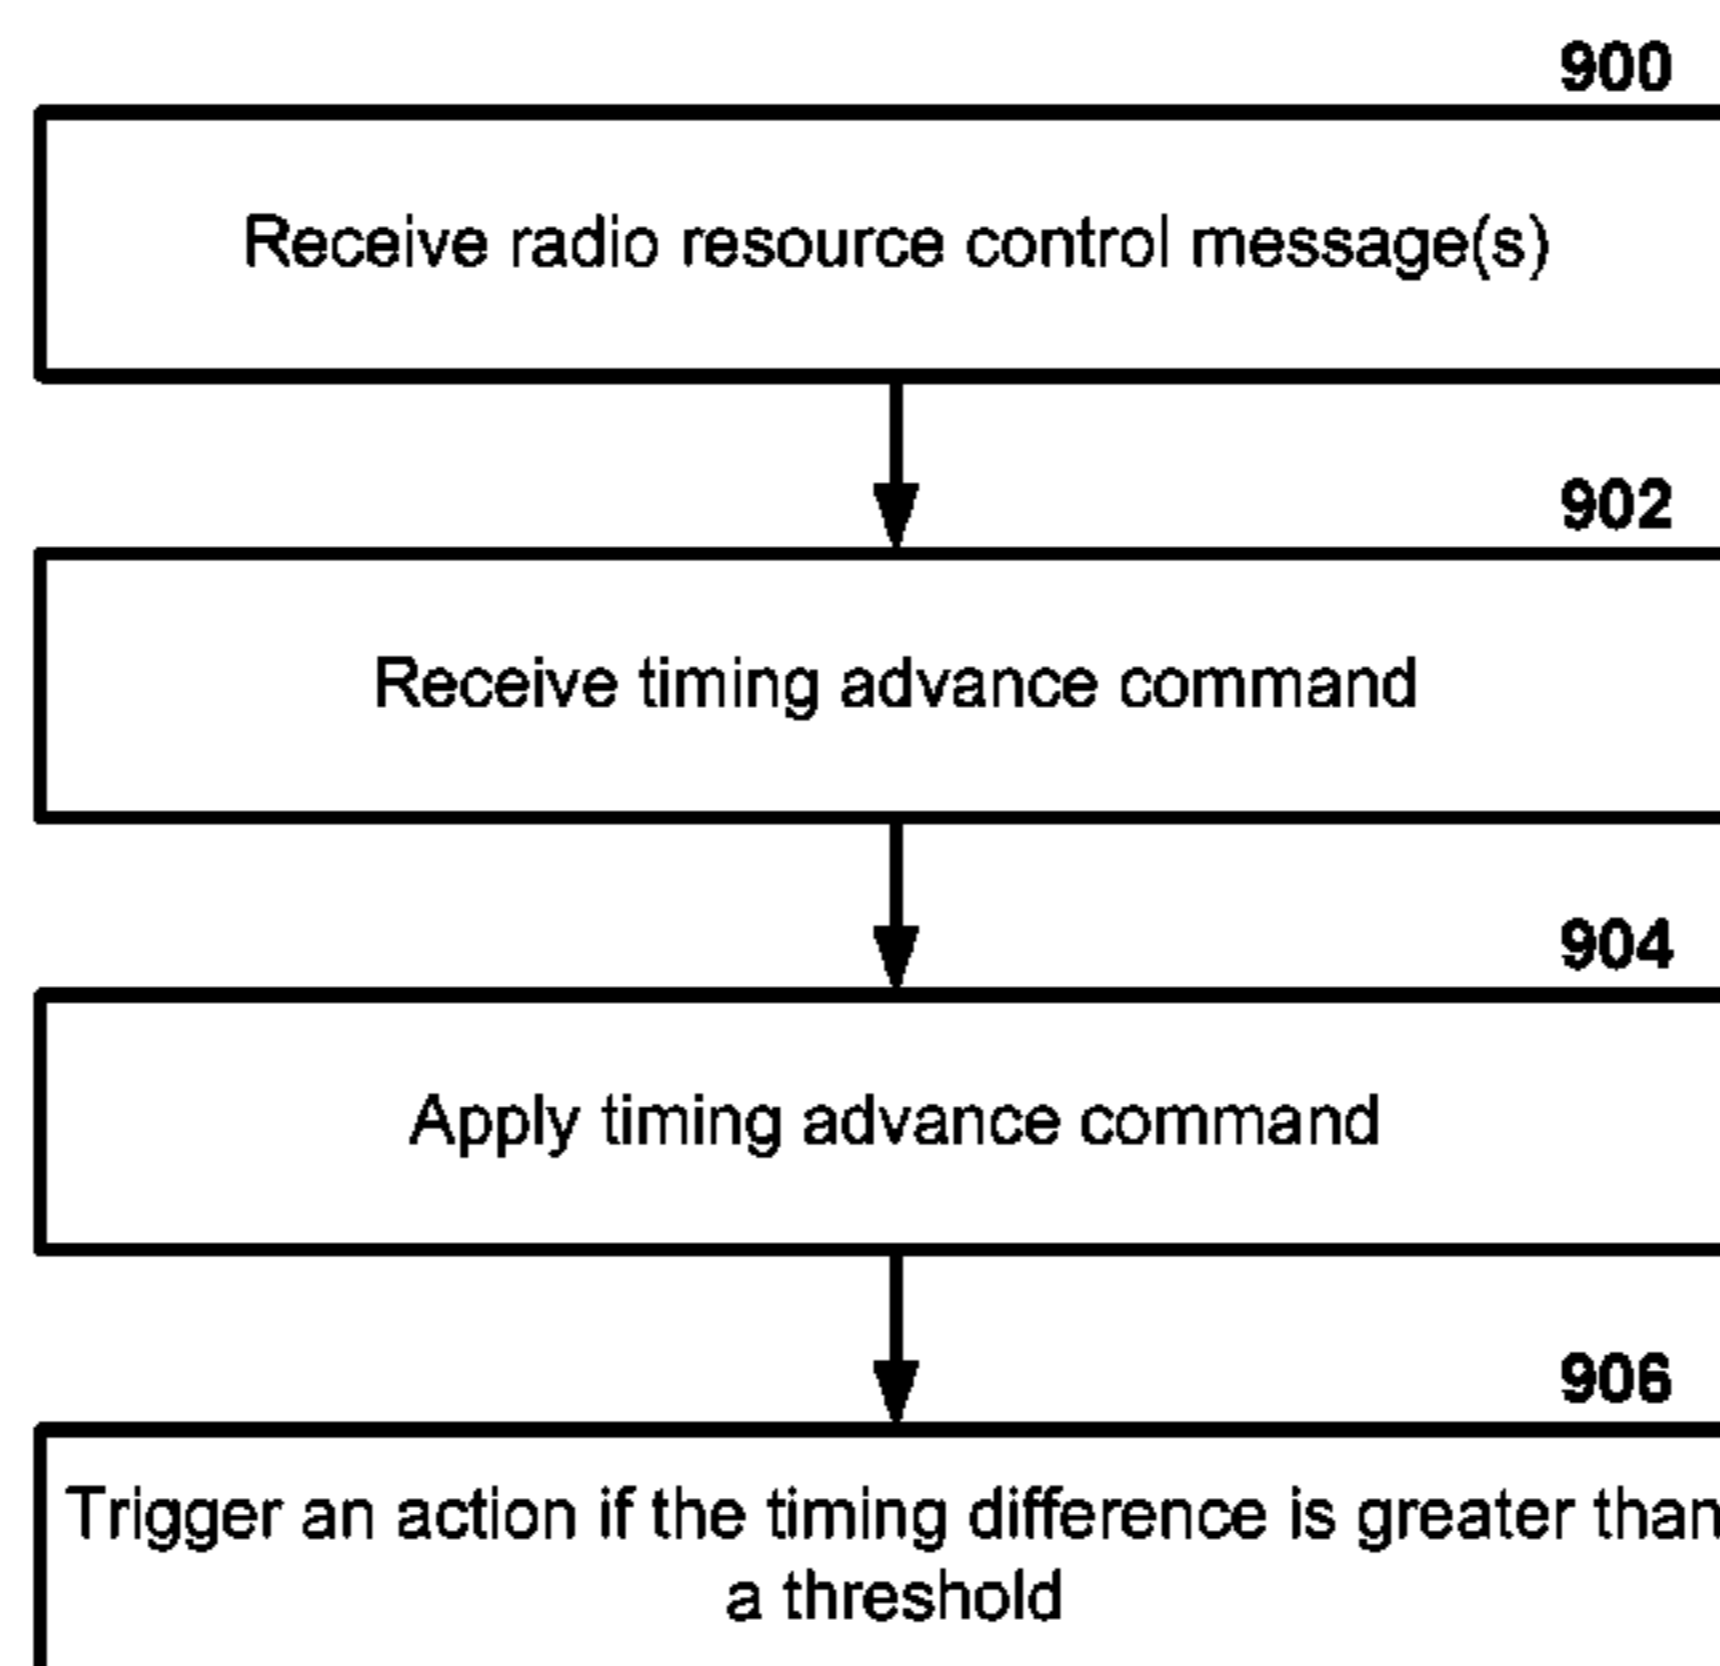 900
Receive radio resource control message(s)
902
Receive timing advance command
904
Apply timing advance command
906
Trigger an action if the timing difference is greater than
a threshold